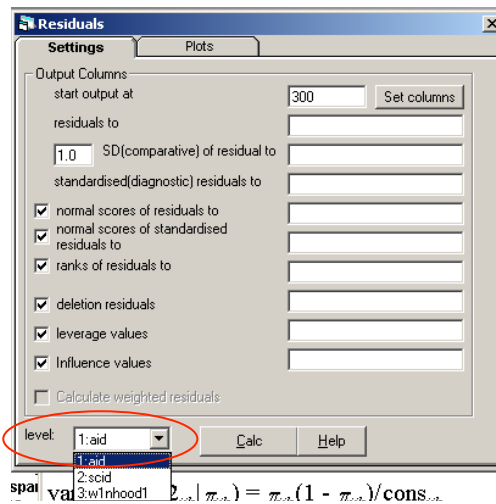 Residuals
Settings Plots
Output Columns
start output at 300 Set columns
residuals to
1.0 SD(comparative) of residual to
standardised(diagnostic) residuals to
normal scores of residuals to
normal scores of standardised
residuals to
ranks of residuals to
deletion residuals
leverage values
Influence values
Calculate weighted residuals
level: 1:aid Calc Help
1:aid
2:scid
3:w1nhood1